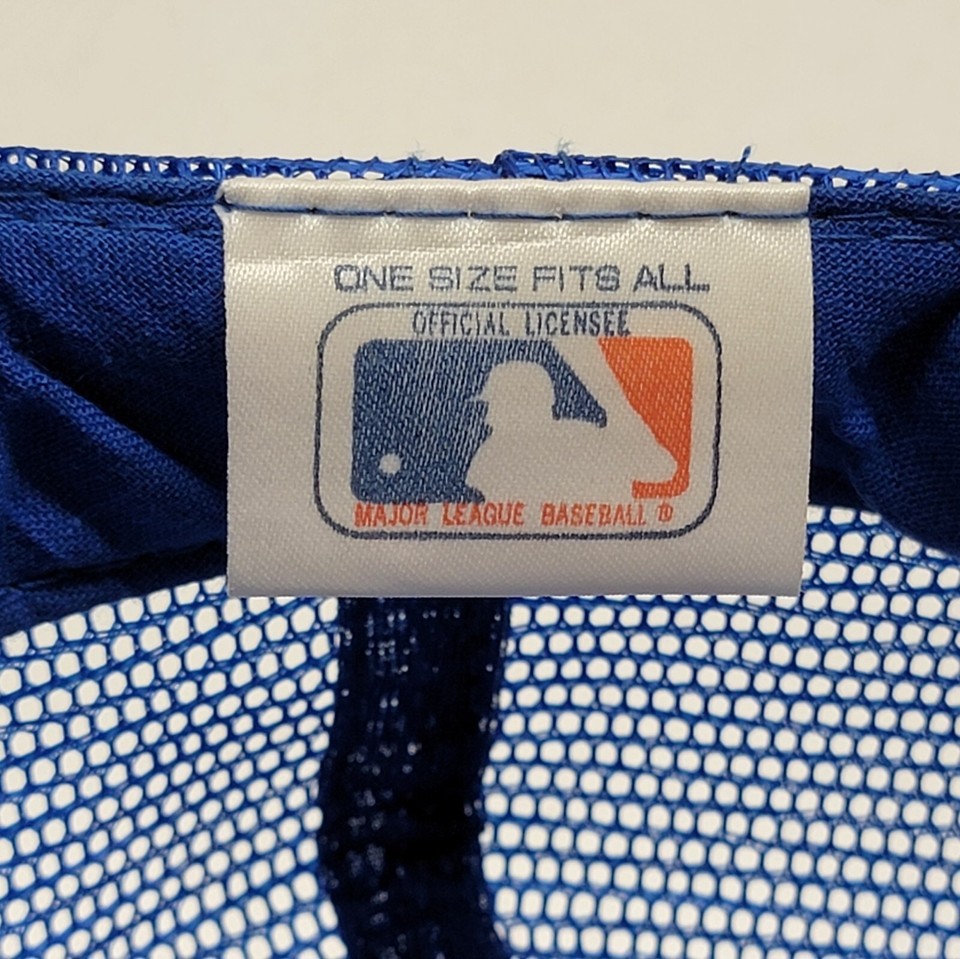 ONE SIZE FITS ALL
OFFICIAL LICENSEE
MAJOR LEAGUE BASEBALL ®